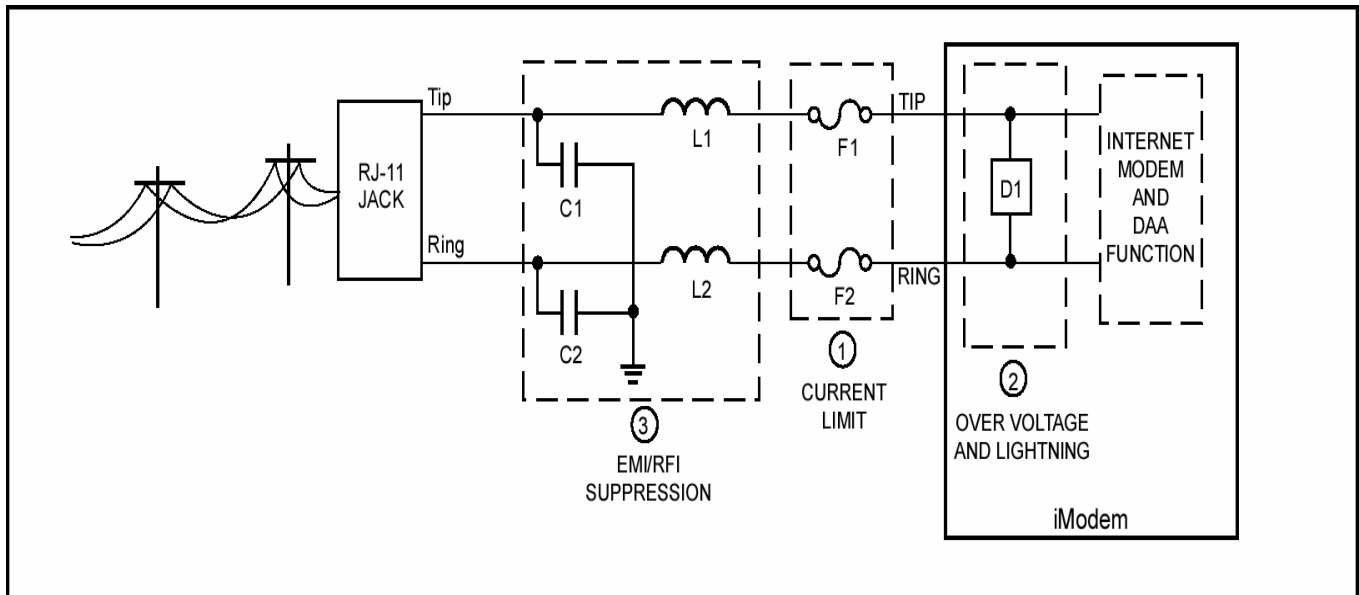 Tip
RJ-11
JACK
Ring
C1
C2
L1
L2
3
EMI/RFI
SUPPRESSION
F1
F2
1
CURRENT
LIMIT
TIP
RING
D1
2
OVER VOLTAGE
AND LIGHTNING
INTERNET
MODEM
AND
DAA
FUNCTION
iModem